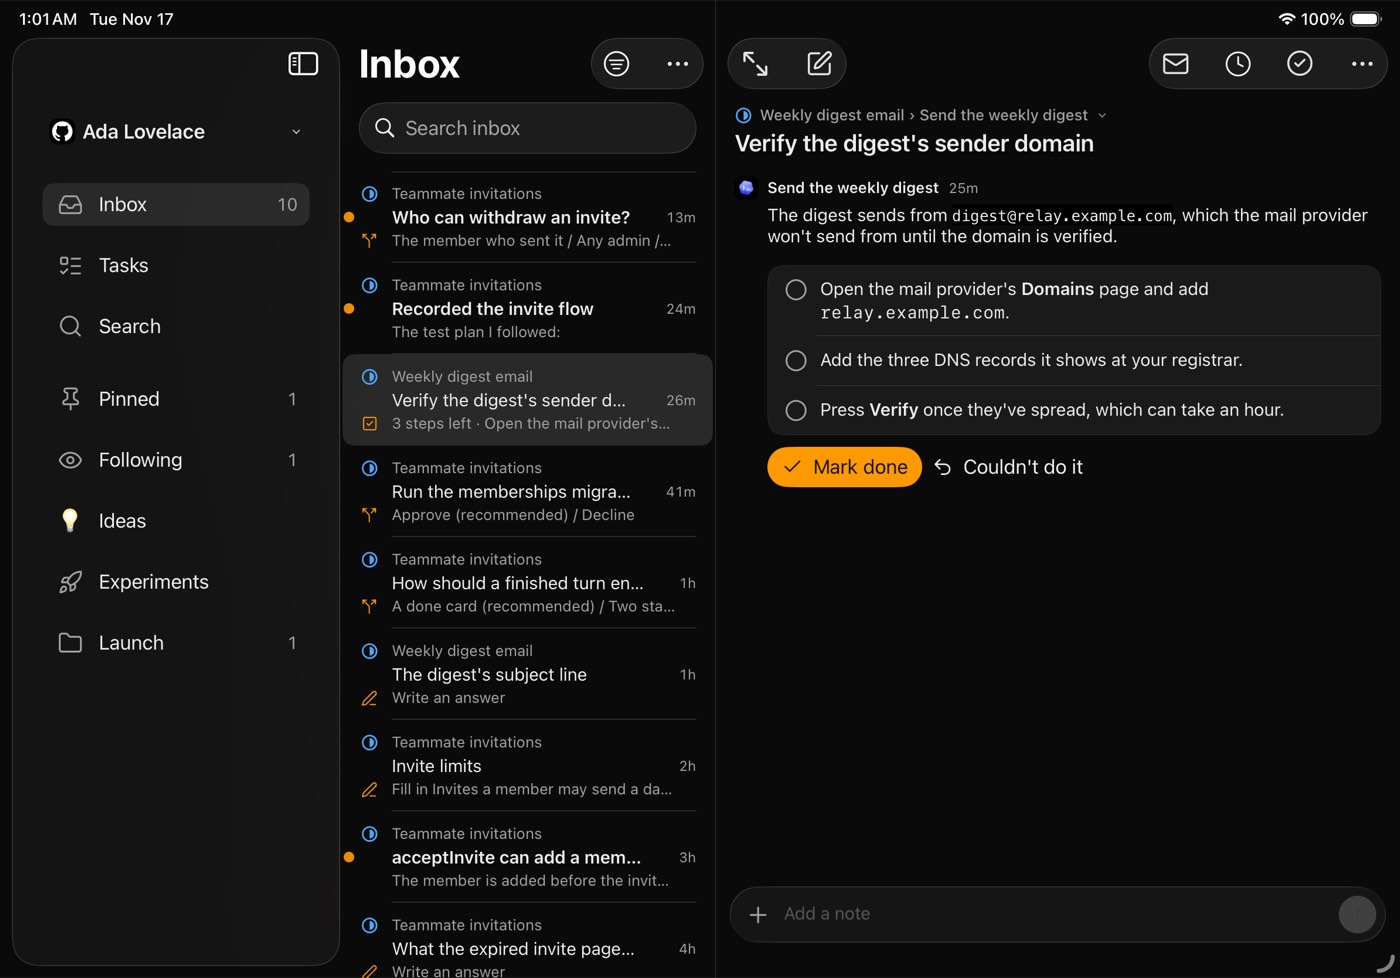 1:01 AM Tue Nov 17
100%
Ada Lovelace
Inbox 10
Tasks
Search
Pinned 1
Following 1
Ideas
Experiments
Launch 1
Inbox
Search inbox
Teammate invitations
Who can withdraw an invite? 13m
The member who sent it / Any admin /...
Teammate invitations
Recorded the invite flow 24m
The test plan I followed:
Weekly digest email
Verify the digest's sender d... 26m
3 steps left · Open the mail provider's...
Teammate invitations
Run the memberships migra... 41m
Approve (recommended) / Decline
Teammate invitations
How should a finished turn en... 1h
A done card (recommended) / Two sta...
Weekly digest email
The digest's subject line 1h
Write an answer
Teammate invitations
Invite limits 2h
Fill in Invites a member may send a da...
Teammate invitations
acceptInvite can add a mem... 3h
The member is added before the invit...
Teammate invitations
What the expired invite page... 4h
Write an answer
Weekly digest email › Send the weekly digest
Verify the digest's sender domain
Send the weekly digest 25m
The digest sends from digest@relay.example.com, which the mail provider
won't send from until the domain is verified.
Open the mail provider's Domains page and add
relay.example.com.
Add the three DNS records it shows at your registrar.
Press Verify once they've spread, which can take an hour.
Mark done
Couldn't do it
Add a note